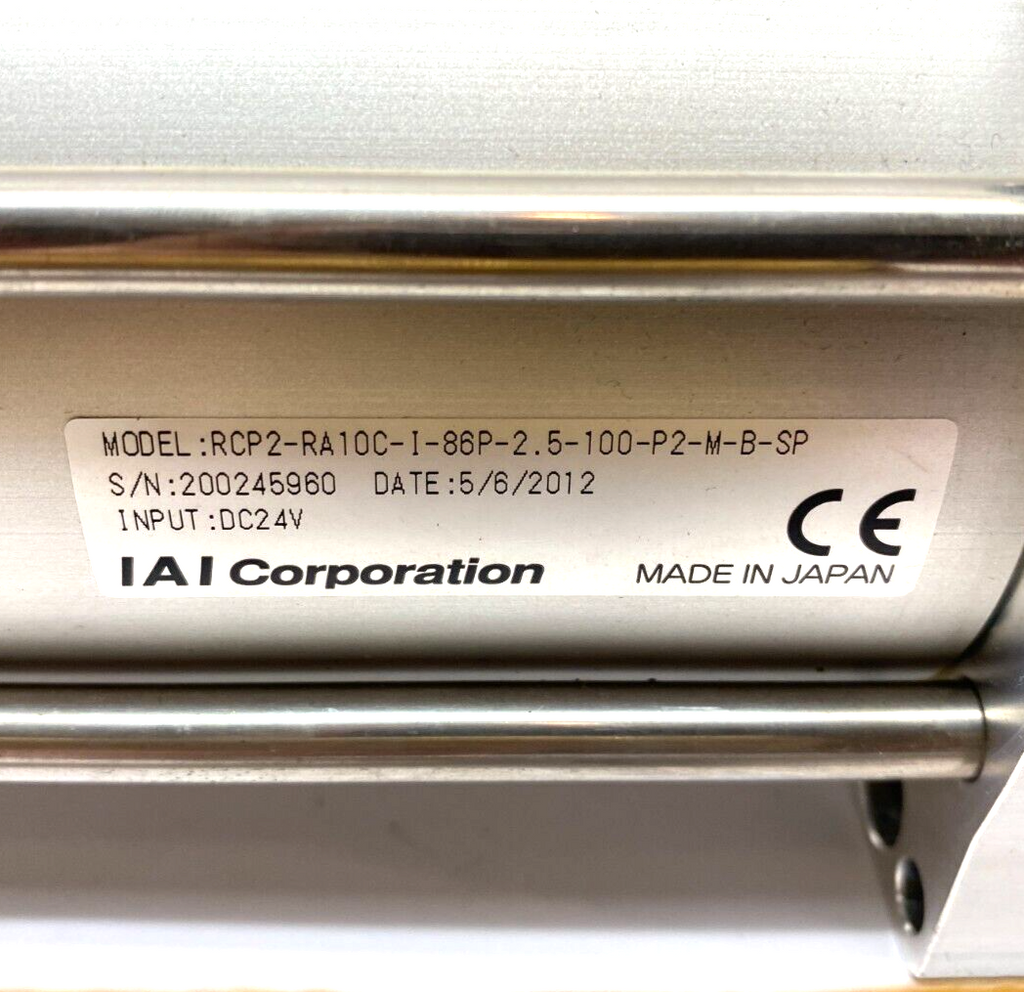 MODEL:RCP2-RA10C-I-86P-2.5-100-P2-M-B-SP
S/N:200245960 DATE:5/6/2012
INPUT:DC24V
CE
IAI Corporation MADE IN JAPAN